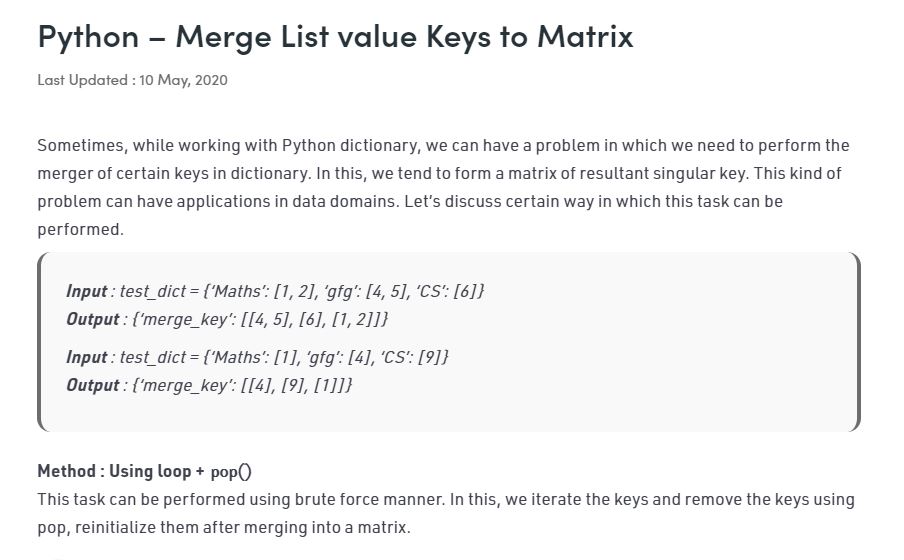 Python – Merge List value Keys to Matrix
Last Updated : 10 May, 2020
Sometimes, while working with Python dictionary, we can have a problem in which we need to perform the
merger of certain keys in dictionary. In this, we tend to form a matrix of resultant singular key. This kind of
problem can have applications in data domains. Let’s discuss certain way in which this task can be
performed.
Input : test_dict = {‘Maths’: [1, 2], ‘gfg’: [4, 5], ‘CS’: [6]}
Output : {‘merge_key’: [[4, 5], [6], [1, 2]]}
Input : test_dict = {‘Maths’: [1], ‘gfg’: [4], ‘CS’: [9]}
Output : {‘merge_key’: [[4], [9], [1]]}
Method : Using loop + pop()
This task can be performed using brute force manner. In this, we iterate the keys and remove the keys using
pop, reinitialize them after merging into a matrix.